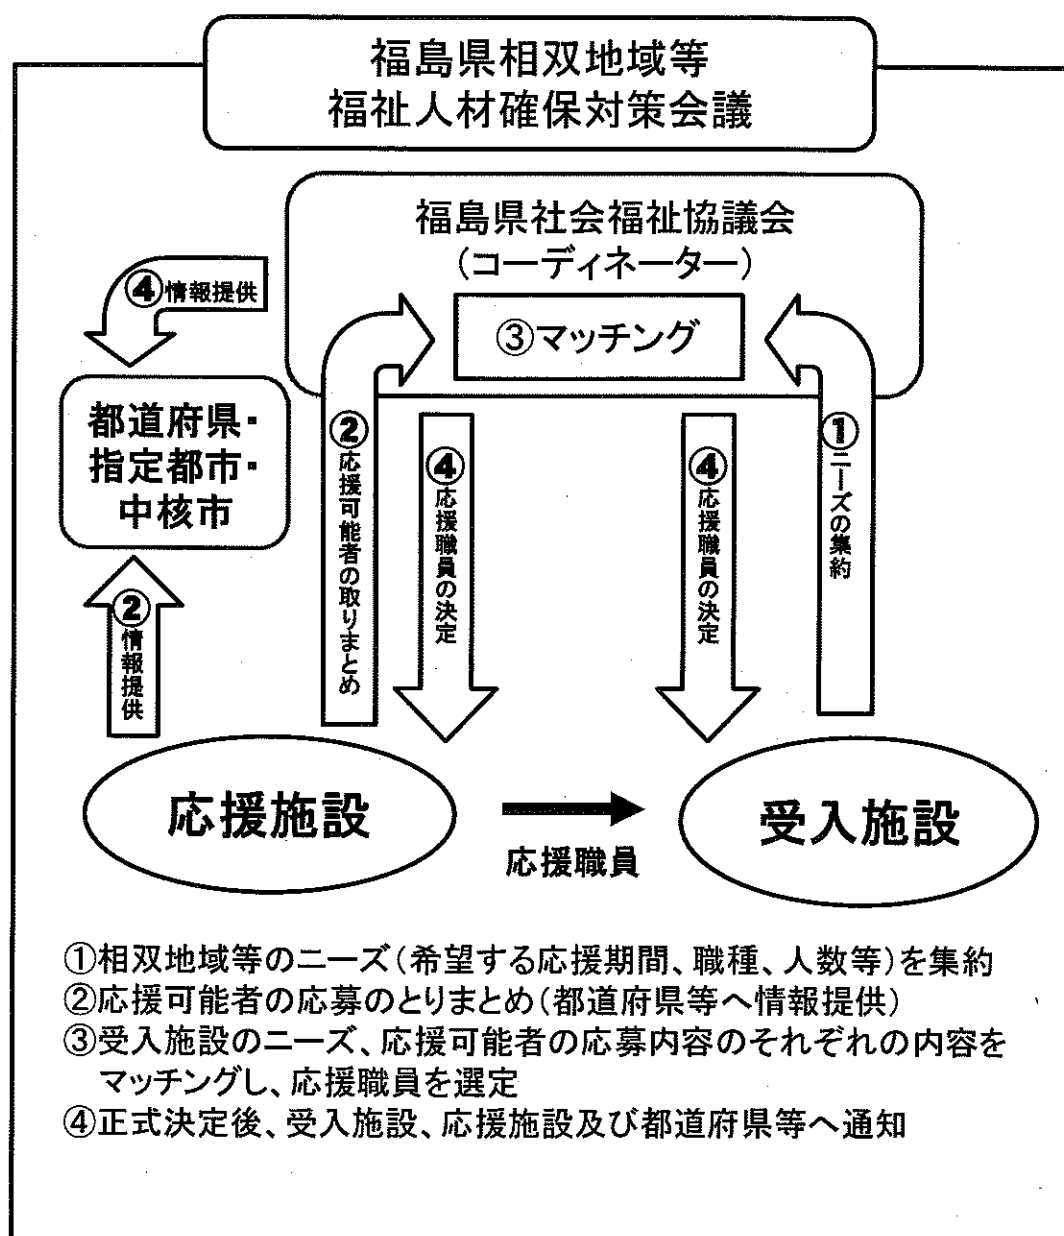 福島県相双地域等
福祉人材確保対策会議
福島県社会福祉協議会
(コーディネーター)
③マッチング
④情報提供
都道府県・
指定都市・
中核市
②情報提供
②応援可能者の取りまとめ
④応援職員の決定
④応援職員の決定
①ニーズの集約
応援施設
応援職員
受入施設
①相双地域等のニーズ(希望する応援期間、職種、人数等)を集約
②応援可能者の応募のとりまとめ(都道府県等へ情報提供)
③受入施設のニーズ、応援可能者の応募内容のそれぞれの内容を
マッチングし、応援職員を選定
④正式決定後、受入施設、応援施設及び都道府県等へ通知